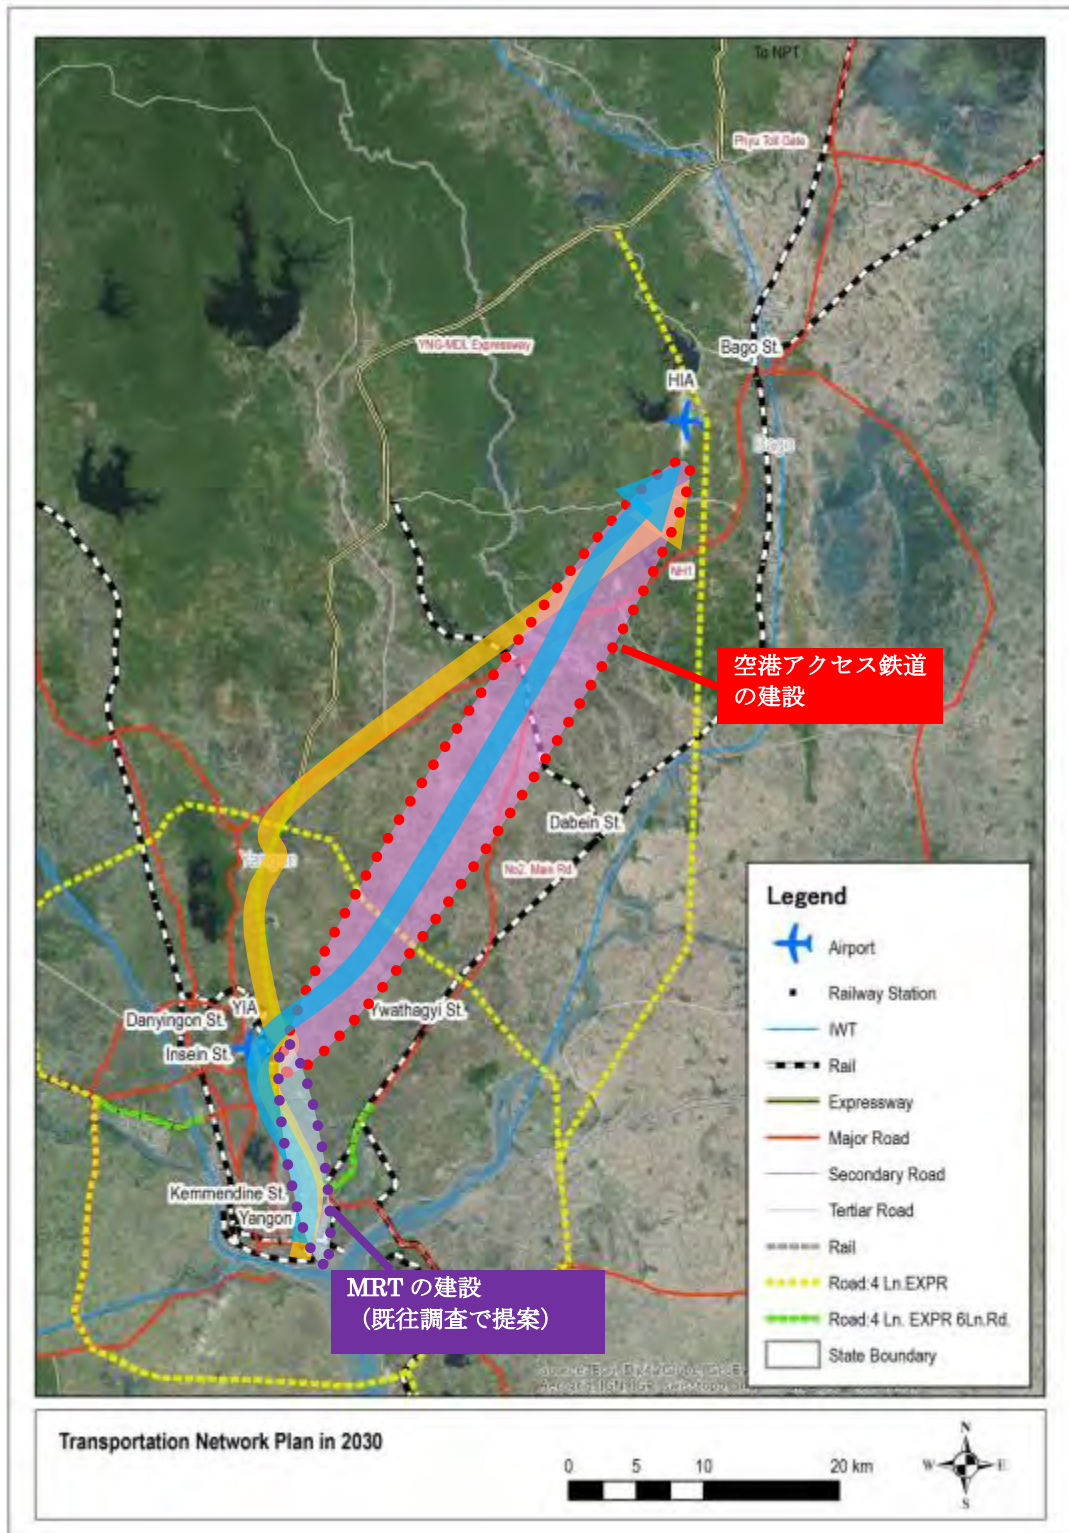 To NPT
Phyu Toll Gate
YNG-MDL Expressway
Bago St.
HIA
Bago
NH1
空港アクセス鉄道
の建設
Dabein St.
Yangon
No2. Main Rd.
YIA
Danyingon St.
Ywathagyi St.
Insein St.
Kemmendine St.
Yangon
MRT の建設
（既往調査で提案）
Legend
Airport
Railway Station
IWT
Rail
Expressway
Major Road
Secondary Road
Tertiar Road
Rail
Road:4 Ln.EXPR
Road:4 Ln. EXPR 6Ln.Rd.
State Boundary
Transportation Network Plan in 2030
0 5 10 20 km
N
W E
S